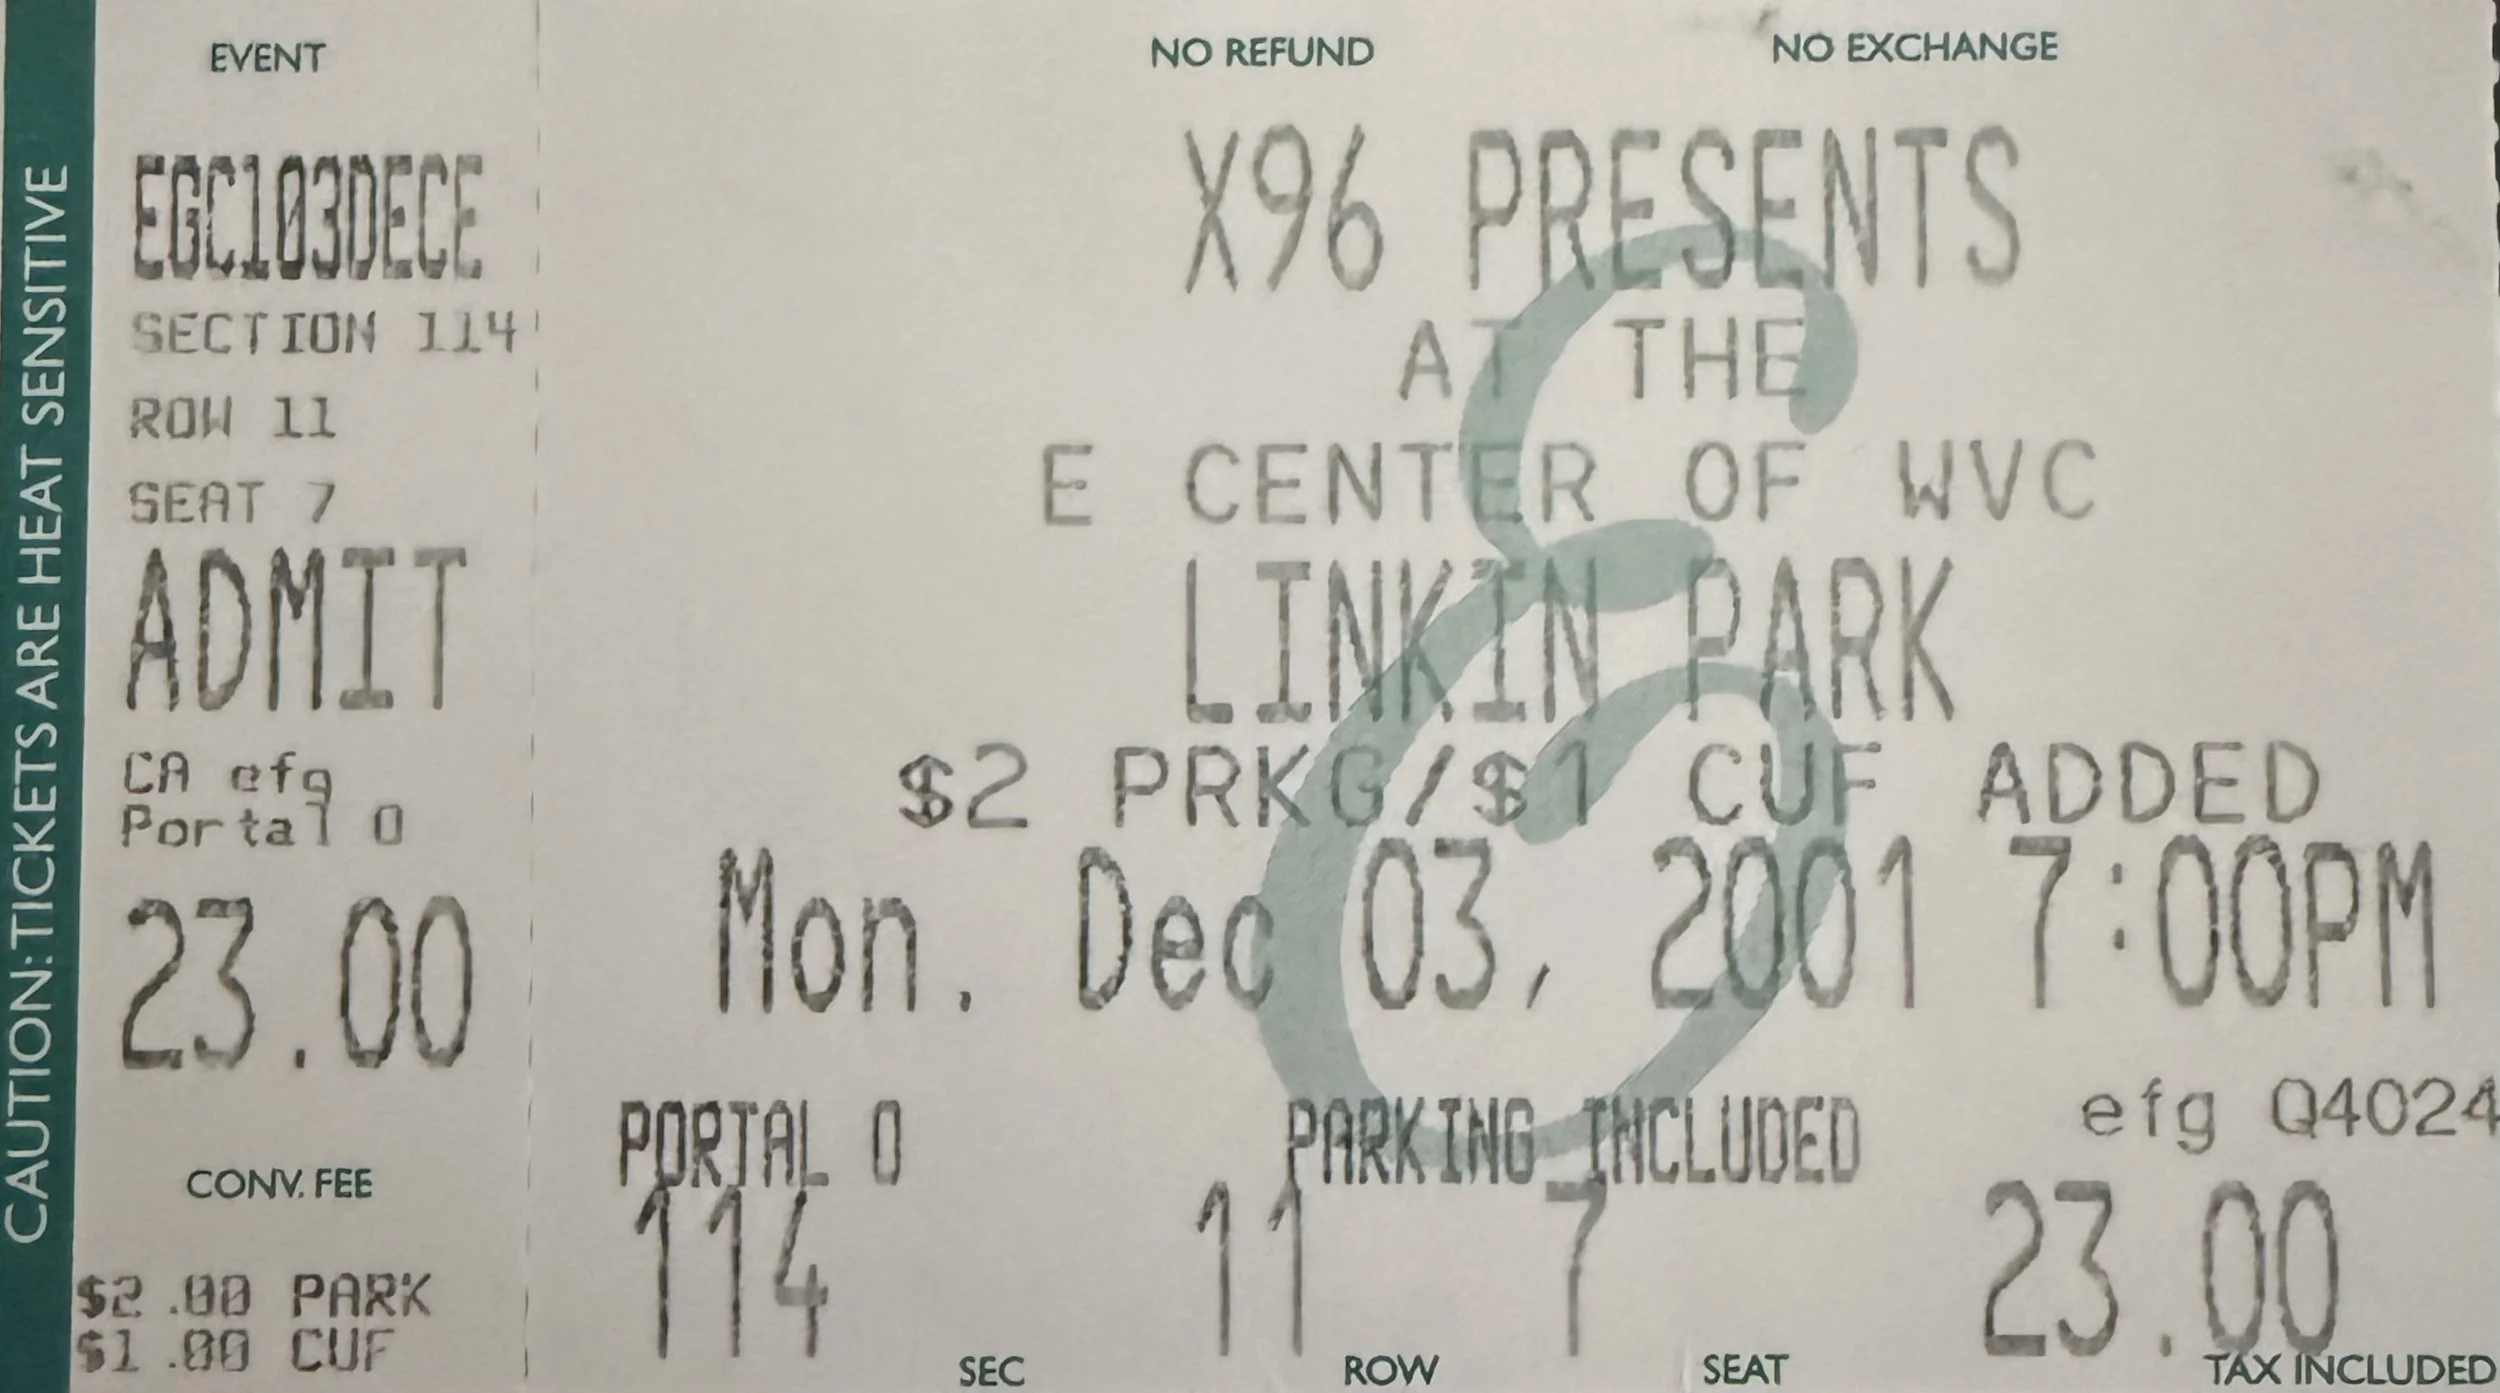 CAUTION: TICKETS ARE HEAT SENSITIVE
EVENT
EGC103DECE
SECTION 114
ROW 11
SEAT 7
ADMIT
CA efg
Portal 0
23.00
CONV. FEE
$2.00 PARK
$1.00 CUF
NO REFUND NO EXCHANGE
X96 PRESENTS
AT THE
E CENTER OF WVC
LINKIN PARK
$2 PRKG/$1 CUF ADDED
Mon. Dec 03, 2001 7:00PM
PORTAL 0 PARKING INCLUDED efg Q4024
114 11 7 23.00
SEC ROW SEAT TAX INCLUDED
E